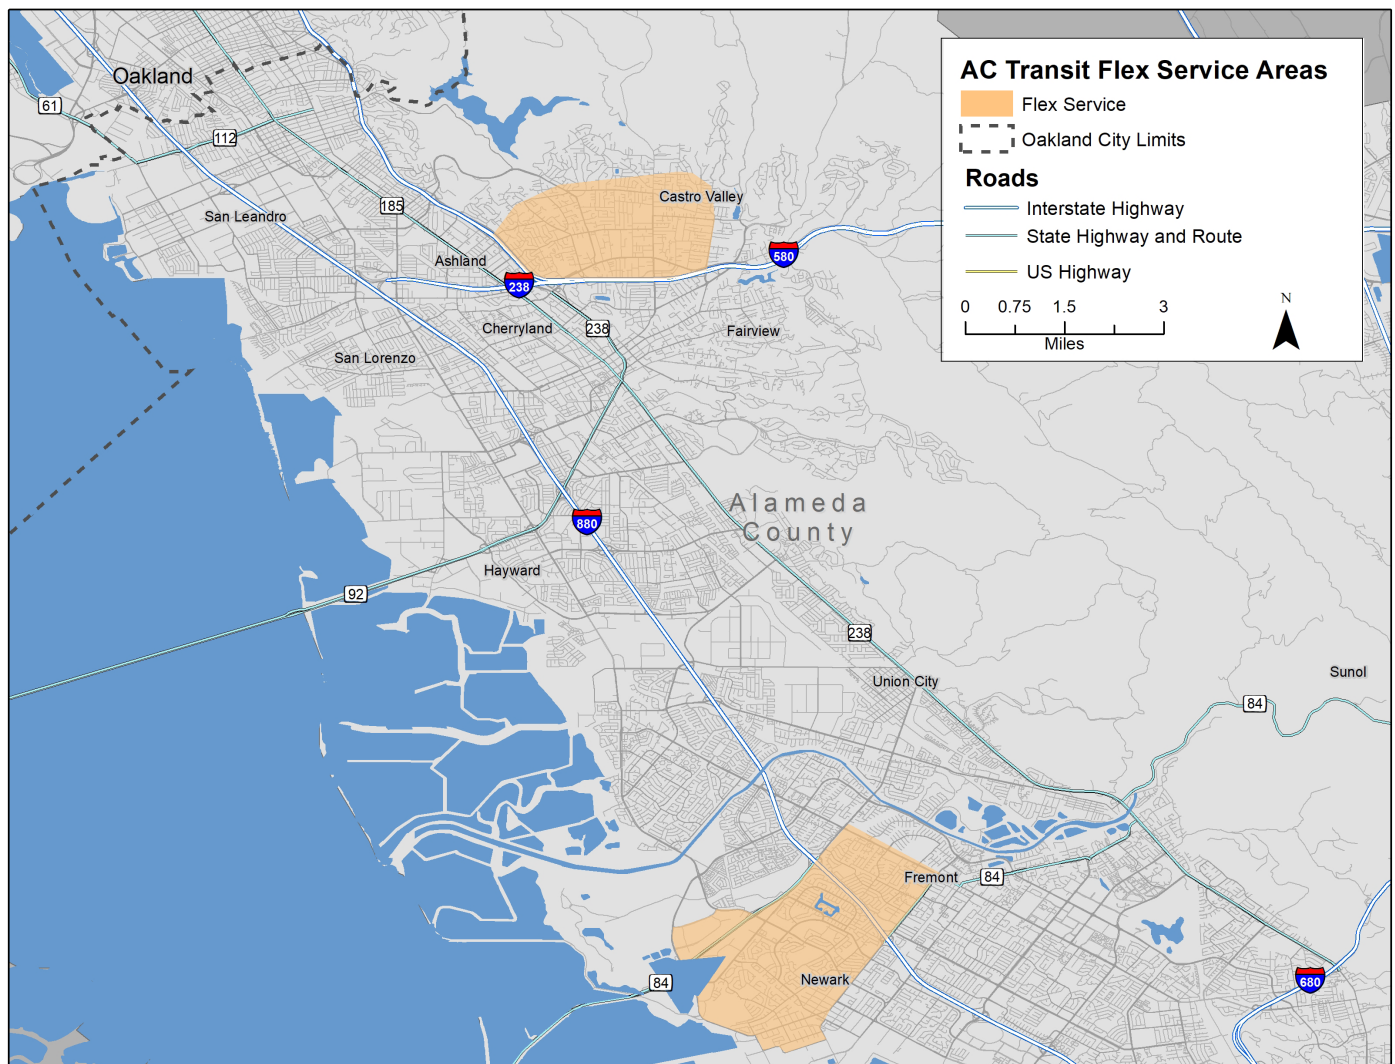 AC Transit Flex Service Areas
Flex Service
Oakland City Limits
Roads
Interstate Highway
State Highway and Route
US Highway
0 0.75 1.5 3
Miles
N
Oakland
61
112
Castro Valley
185
San Leandro
580
Ashland
238
Cherryland
238
Fairview
San Lorenzo
Alameda
County
880
Hayward
92
238
Sunol
Union City
84
Fremont
84
Newark
84
680